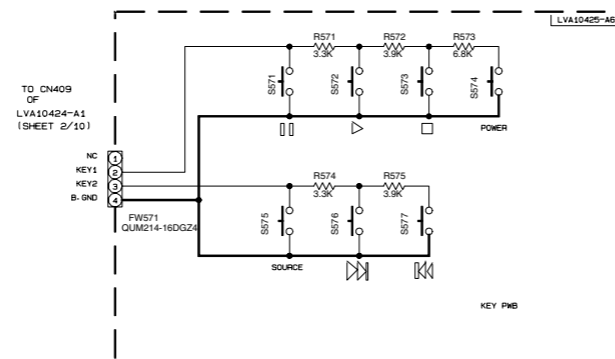 LVA10425-A6
R571
3.3K
R572
3.9K
R573
6.8K
S571
S572
S573
S574
POWER
TO CN409
OF
LVA10424-A1
(SHEET 2/10)
NC 1
KEY1 2
KEY2 3
B.GND 4
FW571
QUM214-16DGZ4
R574
3.3K
R575
3.9K
S575
S576
S577
SOURCE
KEY PWB